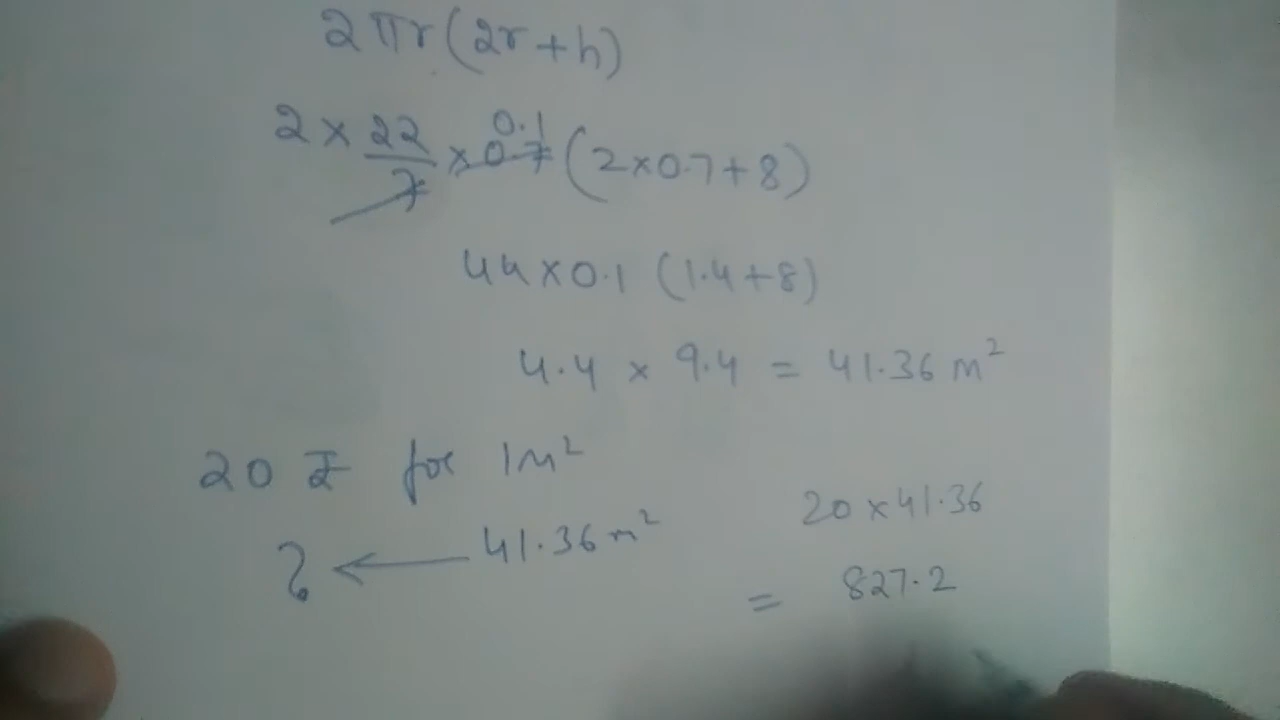 2πr(2r+h)
2 × 22/7 × 0.7 0.1 (2×0.7+8)
44×0.1 (1.4+8)
4.4 × 9.4 = 41.36 m²
20 ₹ for 1m²
? ← 41.36 m²
20 × 41.36
= 827.2